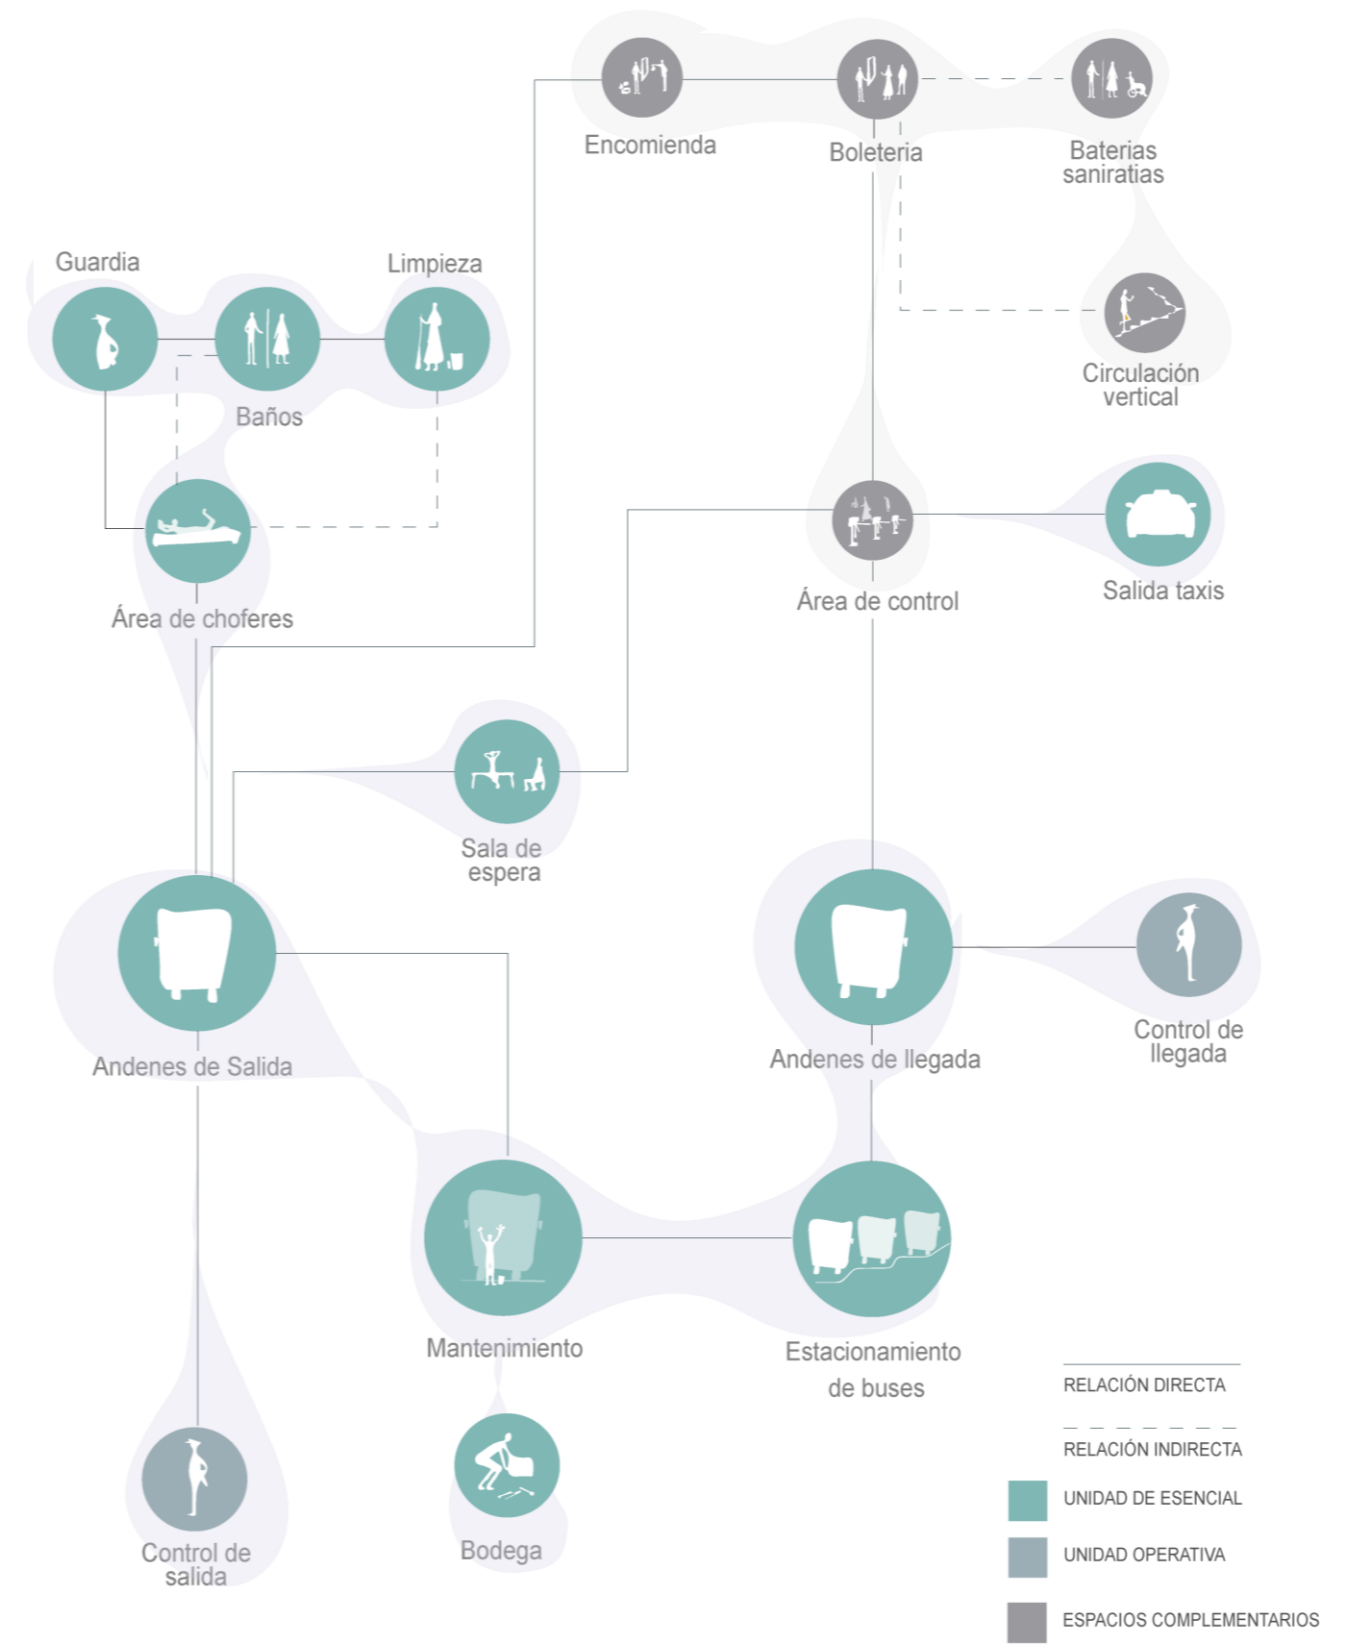 Encomienda
Boleteria
Baterias
saniratias
Guardia
Limpieza
Baños
Circulación
vertical
Área de choferes
Área de control
Salida taxis
Sala de
espera
Andenes de Salida
Andenes de llegada
Control de
llegada
Mantenimiento
Estacionamiento
de buses
Control de
salida
Bodega
RELACIÓN DIRECTA
RELACIÓN INDIRECTA
UNIDAD DE ESENCIAL
UNIDAD OPERATIVA
ESPACIOS COMPLEMENTARIOS